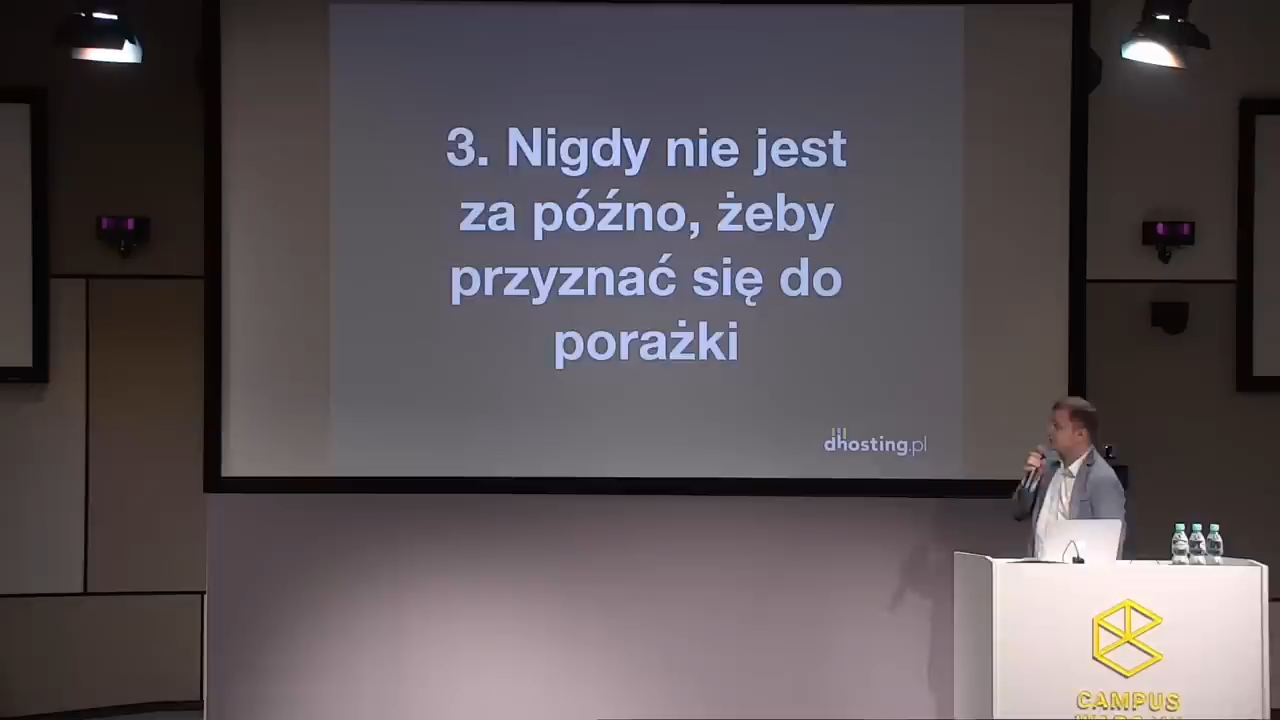 3. Nigdy nie jest
za późno, żeby
przyznać się do
porażki
dhosting.pl
CAMPUS